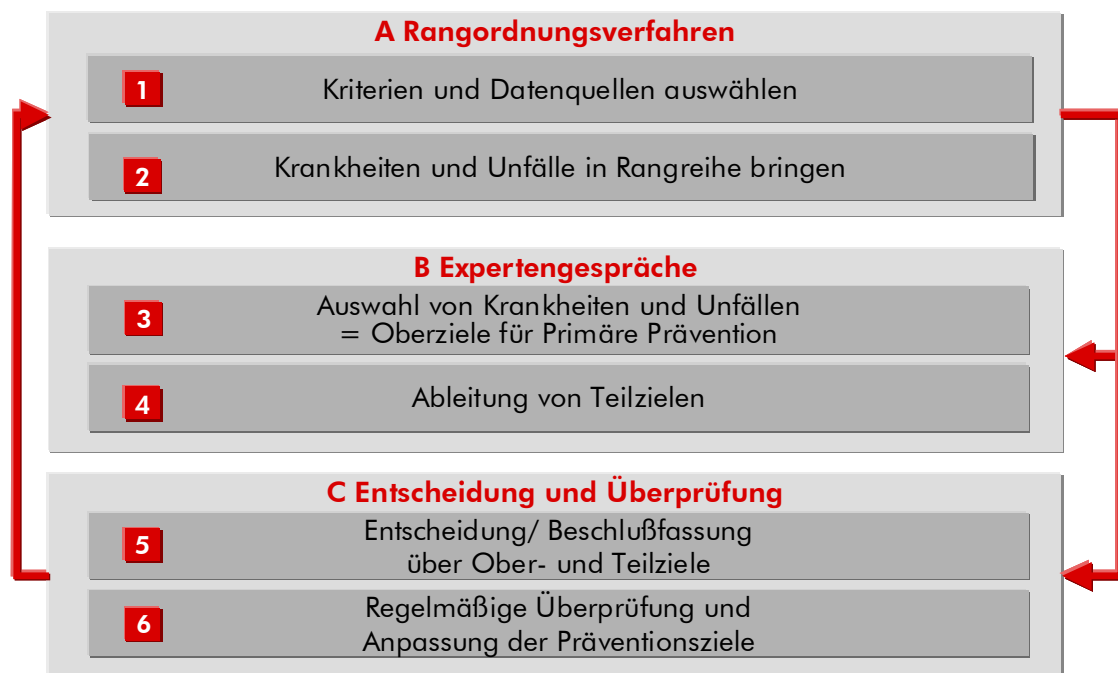 A Rangordnungsverfahren
1 Kriterien und Datenquellen auswählen
2 Krankheiten und Unfälle in Rangreihe bringen
B Expertengespräche
3 Auswahl von Krankheiten und Unfällen
= Oberziele für Primäre Prävention
4 Ableitung von Teilzielen
C Entscheidung und Überprüfung
5 Entscheidung/ Beschlußfassung
über Ober- und Teilziele
6 Regelmäßige Überprüfung und
Anpassung der Präventionsziele